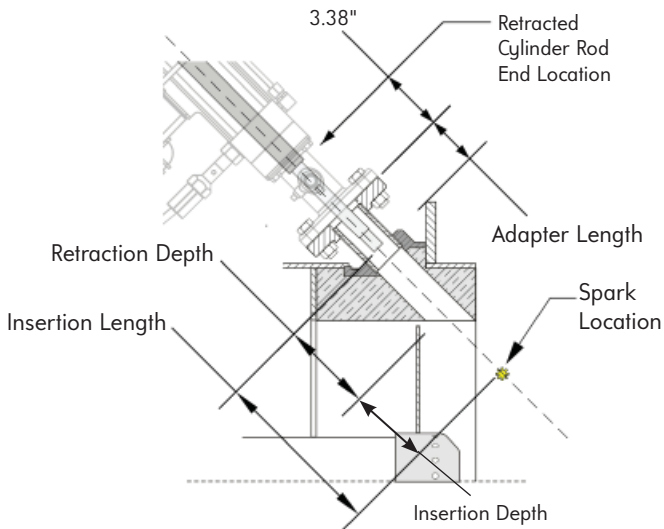 3.38"
Retracted
Cylinder Rod
End Location
Adapter Length
Retraction Depth
Spark
Location
Insertion Length
Insertion Depth